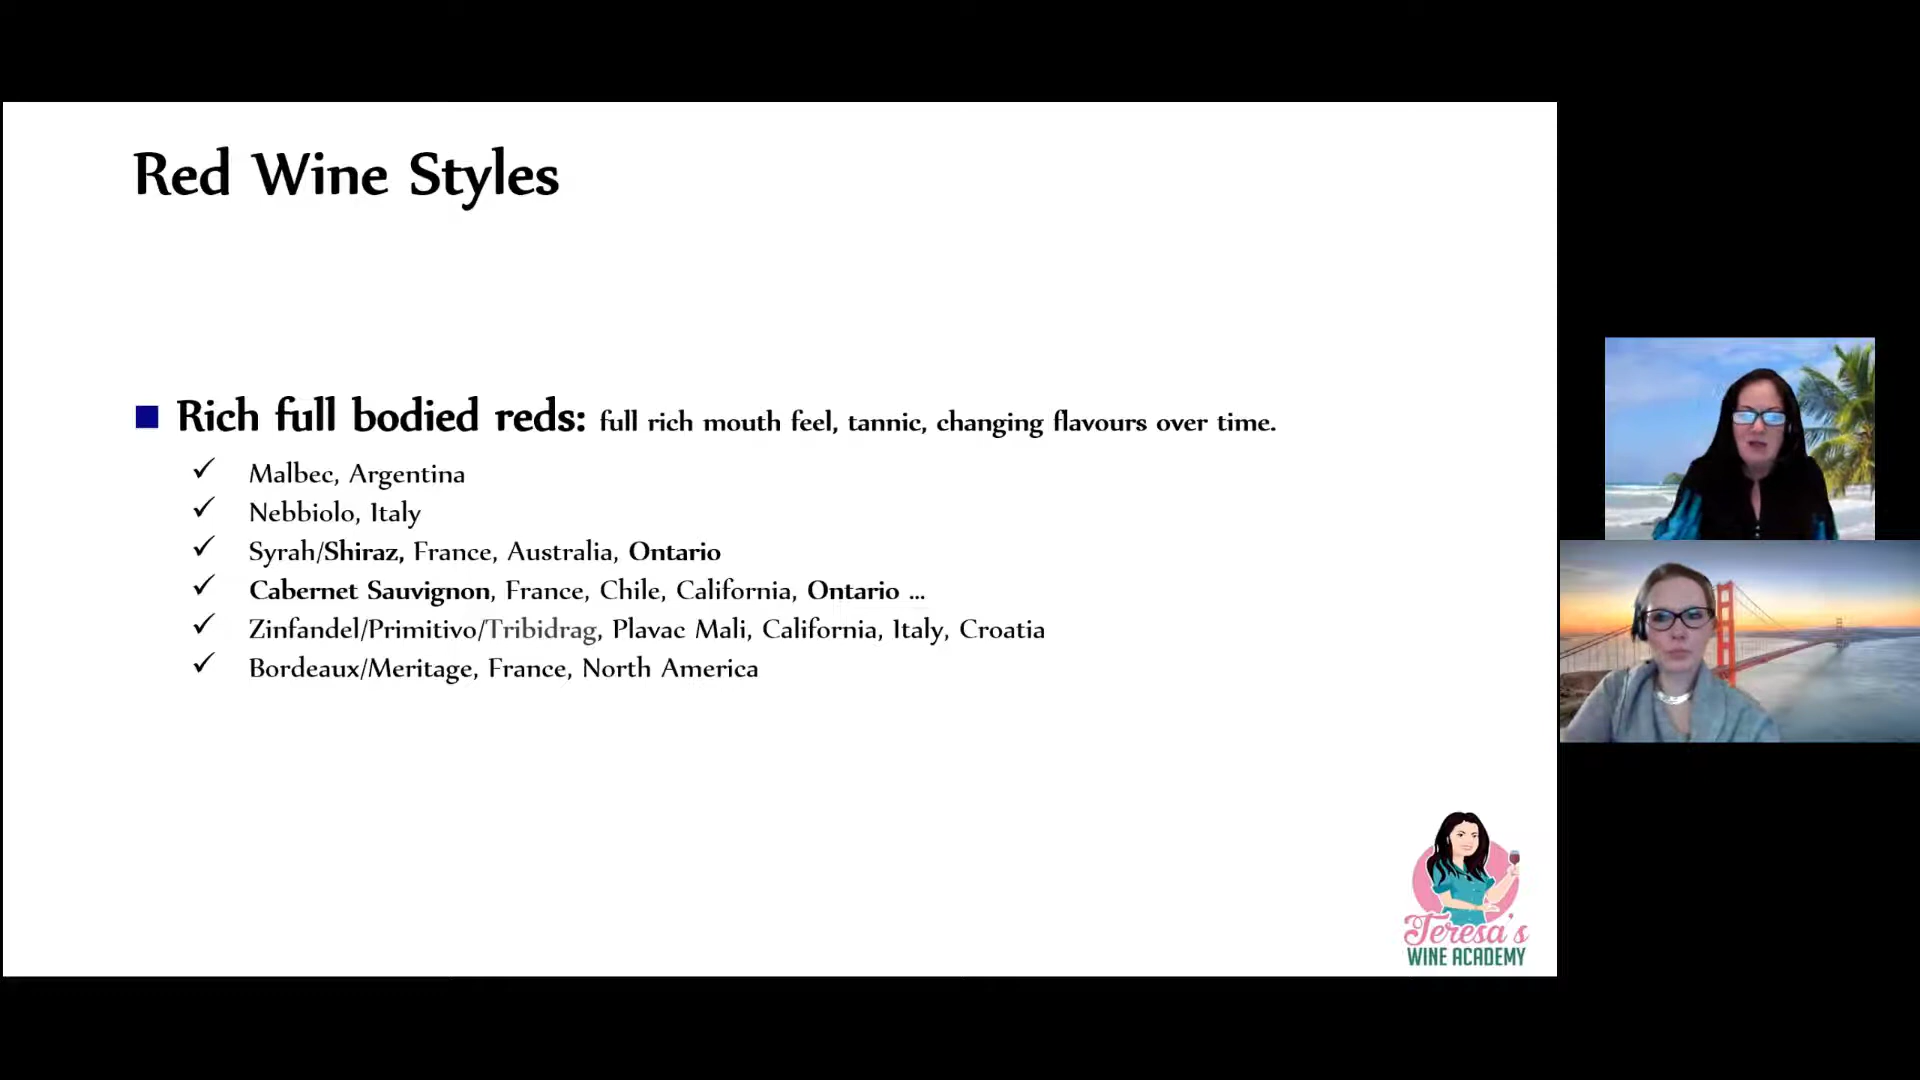 Red Wine Styles
Rich full bodied reds: full rich mouth feel, tannic, changing flavours over time.
Malbec, Argentina
Nebbiolo, Italy
Syrah/Shiraz, France, Australia, Ontario
Cabernet Sauvignon, France, Chile, California, Ontario ...
Zinfandel/Primitivo/Tribidrag, Plavac Mali, California, Italy, Croatia
Bordeaux/Meritage, France, North America
Teresa's
WINE ACADEMY